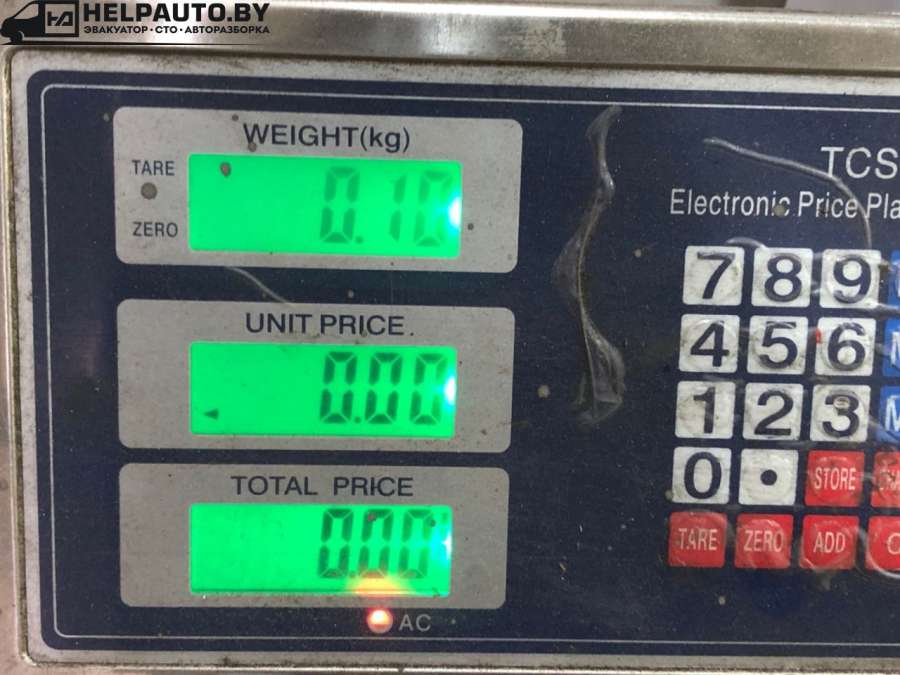 HELPAUTO.BY
ЭВАКУАТОР · СТО · АВТОРАЗБОРКА
WEIGHT(kg)
TARE
ZERO
0.10
UNIT PRICE
0.00
TOTAL PRICE
0.00
AC
TCS
Electronic Price
7 8 9
4 5 6
1 2 3
0 . STORE
TARE ZERO ADD